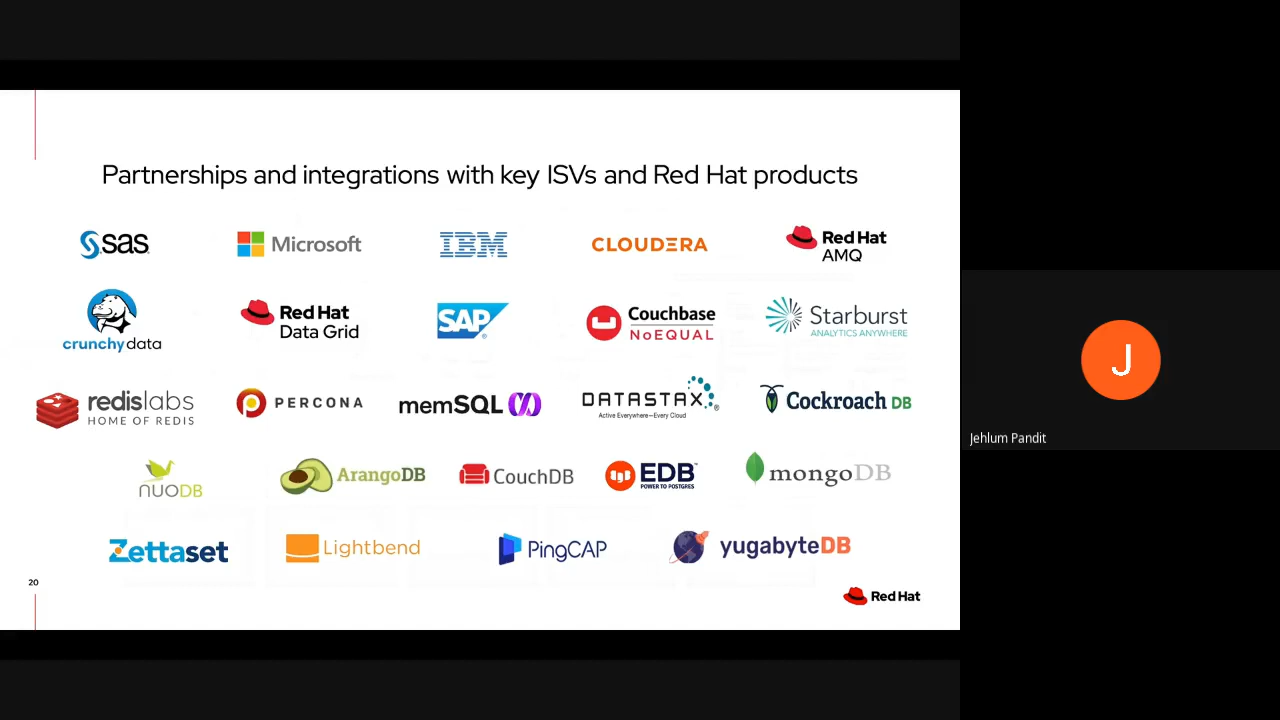 Partnerships and integrations with key ISVs and Red Hat products
sas
Microsoft
IBM
CLOUDERA
Red Hat
AMQ
crunchydata
Red Hat
Data Grid
SAP
Couchbase
NoEQUAL
Starburst
ANALYTICS ANYWHERE
redislabs
HOME OF REDIS
PERCONA
memSQL
DATASTAX
Active Everywhere—Every Cloud
Cockroach DB
NUODB
ArangoDB
CouchDB
EDB
POWER TO POSTGRES
mongoDB
Zettaset
Lightbend
PingCAP
yugabyteDB
20
Red Hat
J
Jehlum Pandit